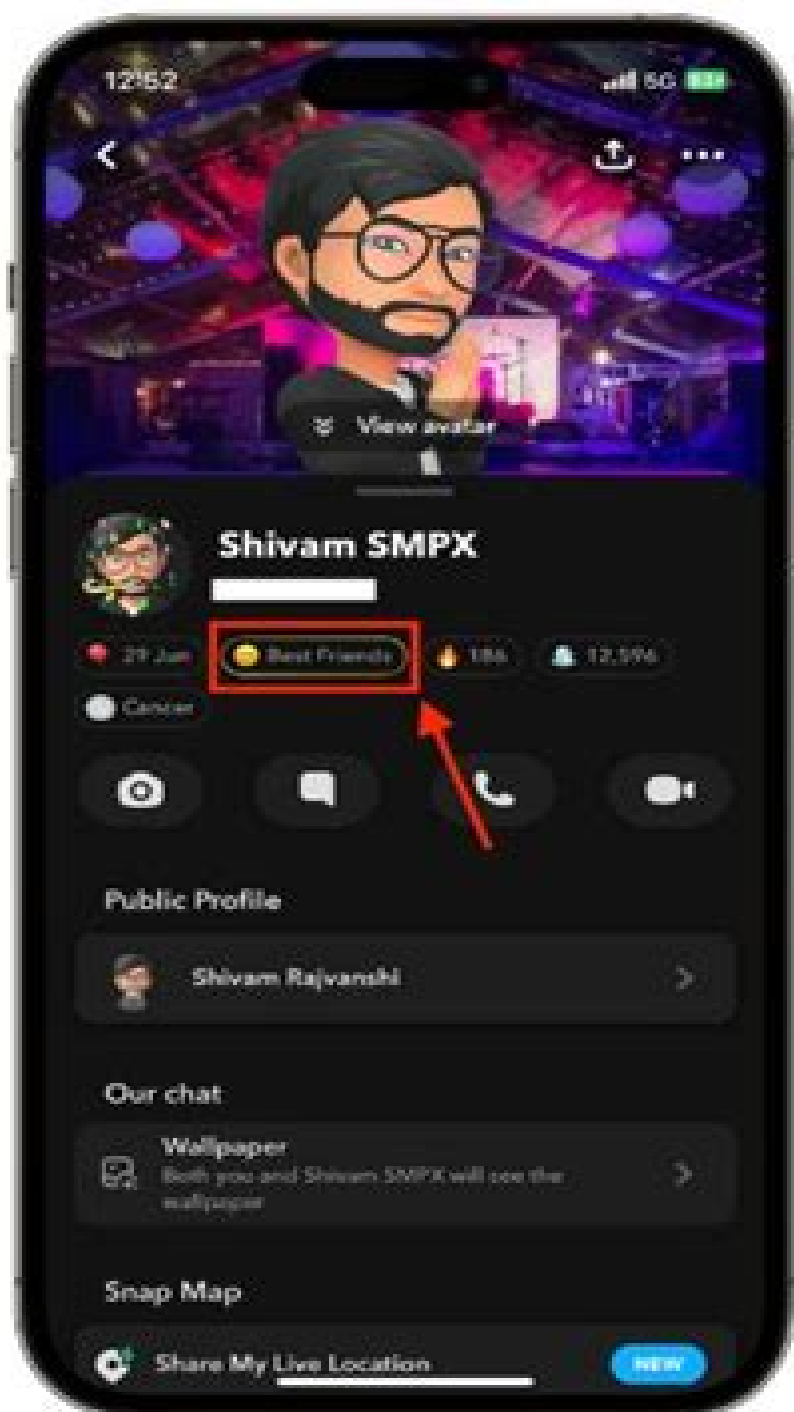 12:52
5G
View avatar
Shivam SMPX
29 Jun Best Friends 186 12,596
Cancer
Public Profile
Shivam Rajvanshi
Our chat
Wallpaper
Both you and Shivam SMPX will see the
wallpaper
Snap Map
Share My Live Location NEW